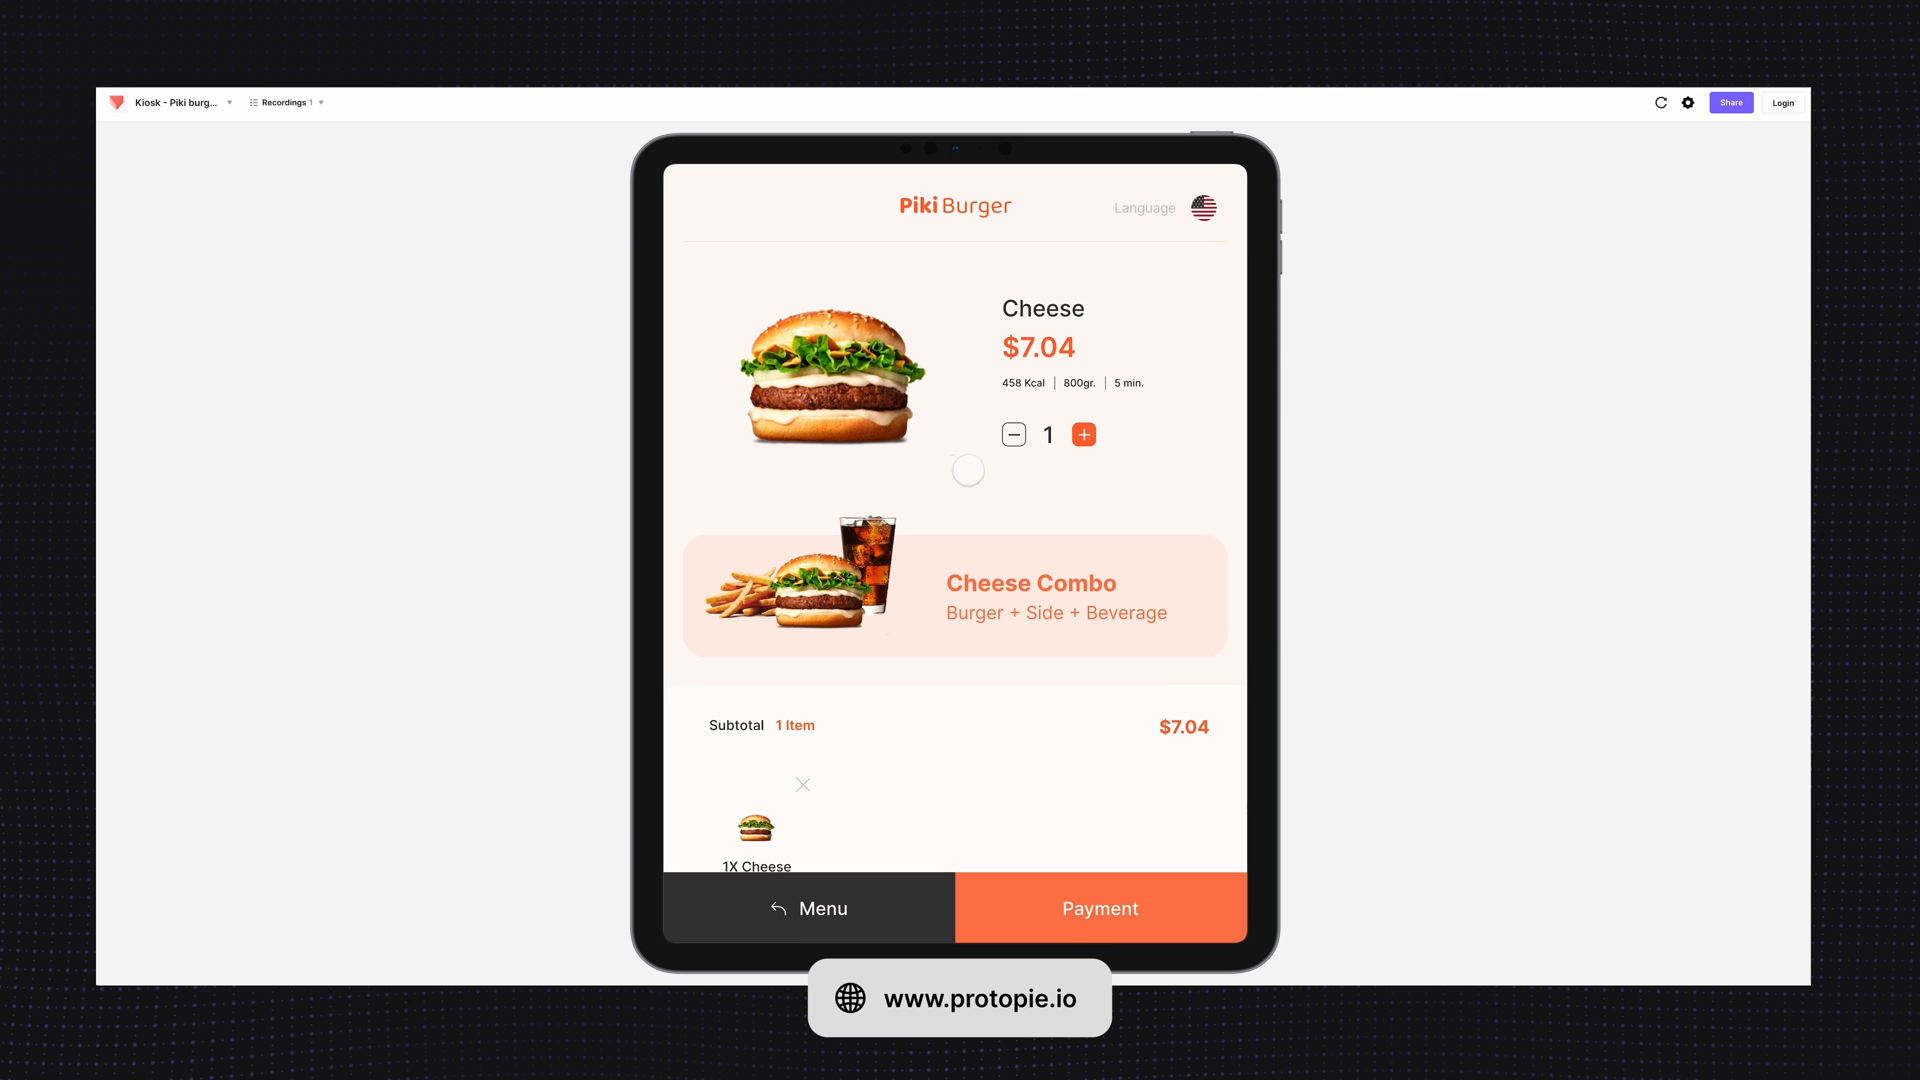 Kiosk - Piki burg...
Recordings 1
Share
Login
Piki Burger
Language
Cheese
$7.04
458 Kcal | 800gr. | 5 min.
1
Cheese Combo
Burger + Side + Beverage
Subtotal 1 Item
$7.04
1X Cheese
Menu
Payment
www.protopie.io